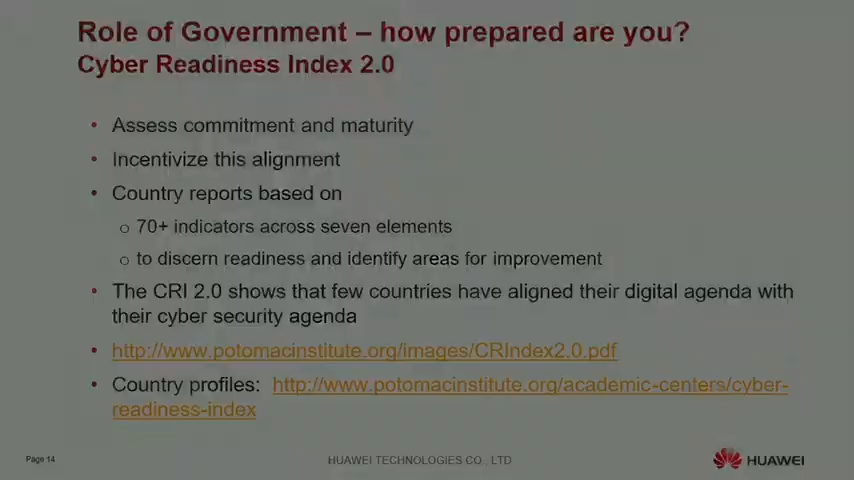 Role of Government – how prepared are you?
Cyber Readiness Index 2.0
• Assess commitment and maturity
• Incentivize this alignment
• Country reports based on
o 70+ indicators across seven elements
o to discern readiness and identify areas for improvement
• The CRI 2.0 shows that few countries have aligned their digital agenda with
their cyber security agenda
• http://www.potomacinstitute.org/images/CRIndex2.0.pdf
• Country profiles: http://www.potomacinstitute.org/academic-centers/cyber-
readiness-index
Page 14
HUAWEI TECHNOLOGIES CO., LTD
HUAWEI